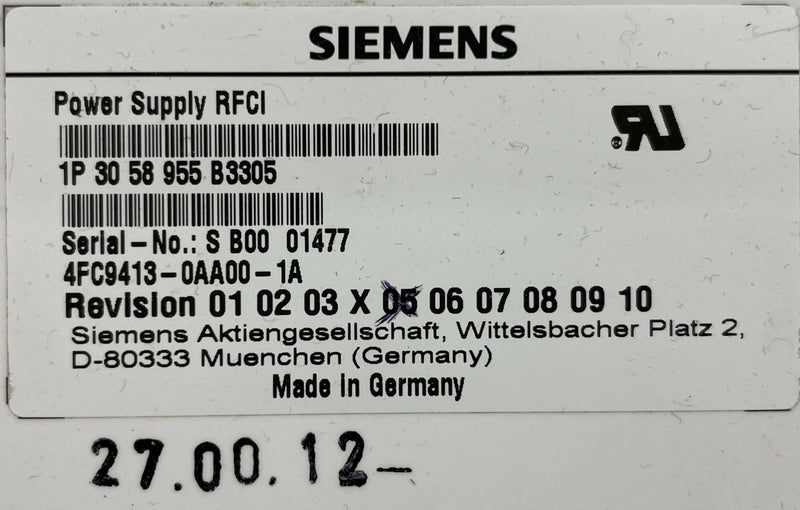 SIEMENS
Power Supply RFCI
1P 30 58 955 B3305
Serial-No.: S B00 01477
4FC9413-0AA00-1A
Revision 01 02 03 X 05 06 07 08 09 10
Siemens Aktiengesellschaft, Wittelsbacher Platz 2,
D-80333 Muenchen (Germany)
Made in Germany
27.00.12-